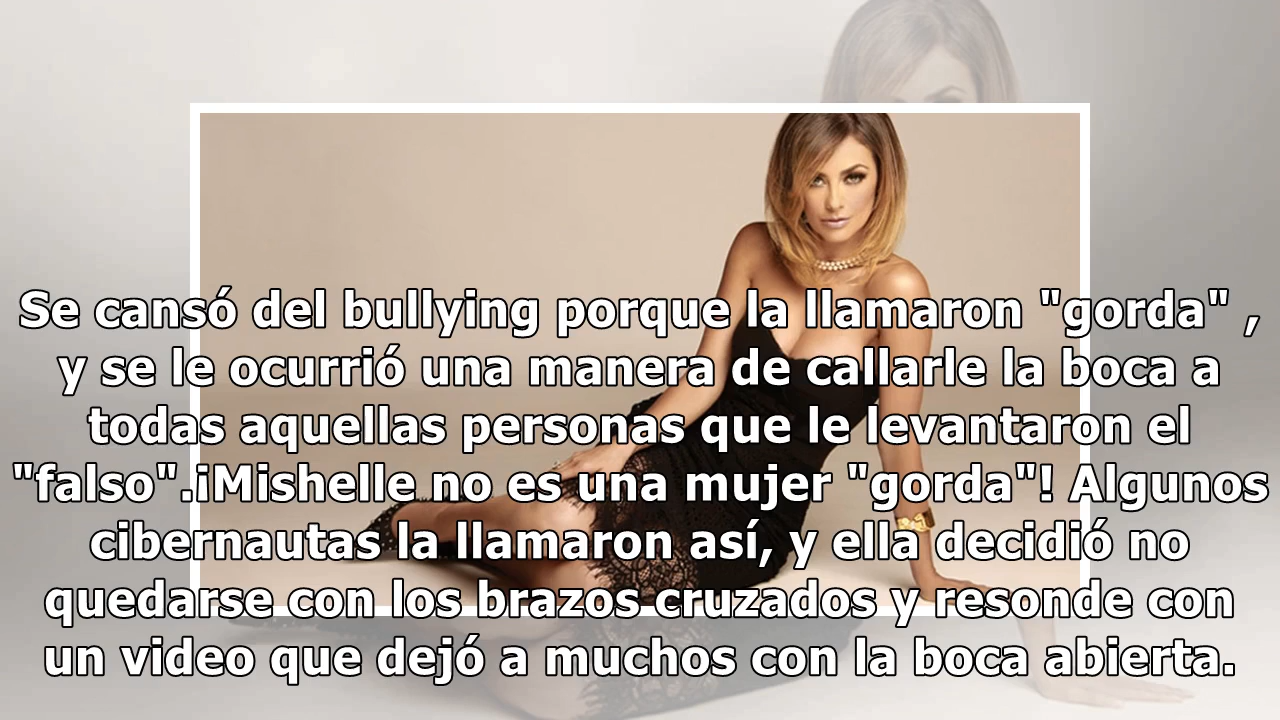 Se cansó del bullying porque la llamaron "gorda" ,
y se le ocurrió una manera de callarle la boca a
todas aquellas personas que le levantaron el
"falso".¡Mishelle no es una mujer "gorda"! Algunos
cibernautas la llamaron así, y ella decidió no
quedarse con los brazos cruzados y resonde con
un video que dejó a muchos con la boca abierta.